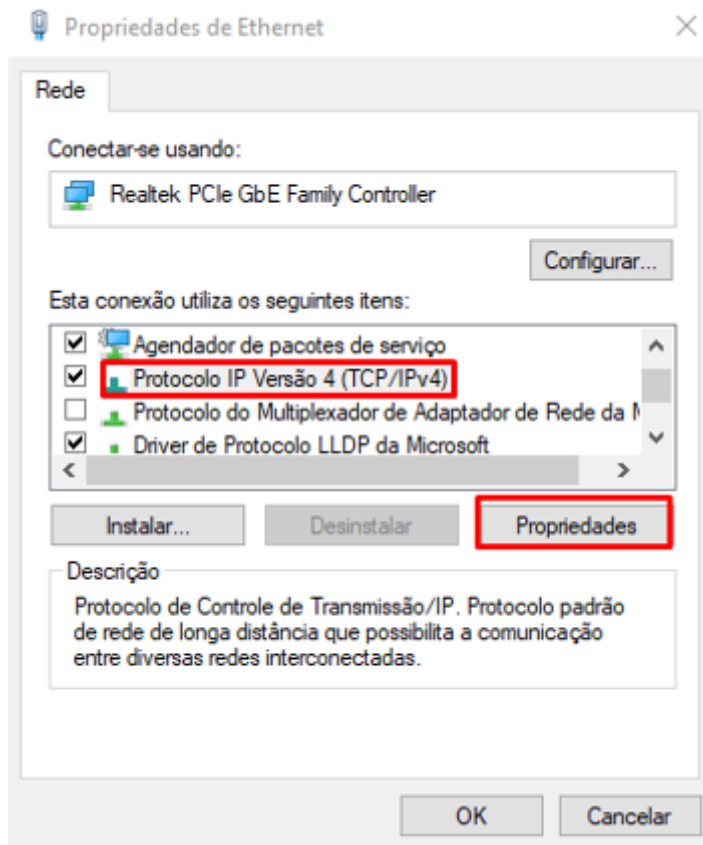 Propriedades de Ethernet
Rede
Conectar-se usando:
Realtek PCIe GbE Family Controller
Configurar...
Esta conexão utiliza os seguintes itens:
Agendador de pacotes de serviço
Protocolo IP Versão 4 (TCP/IPv4)
Protocolo do Multiplexador de Adaptador de Rede da
Driver de Protocolo LLDP da Microsoft
Instalar...
Desinstalar
Propriedades
Descrição
Protocolo de Controle de Transmissão/IP. Protocolo padrão
de rede de longa distância que possibilita a comunicação
entre diversas redes interconectadas.
OK
Cancelar